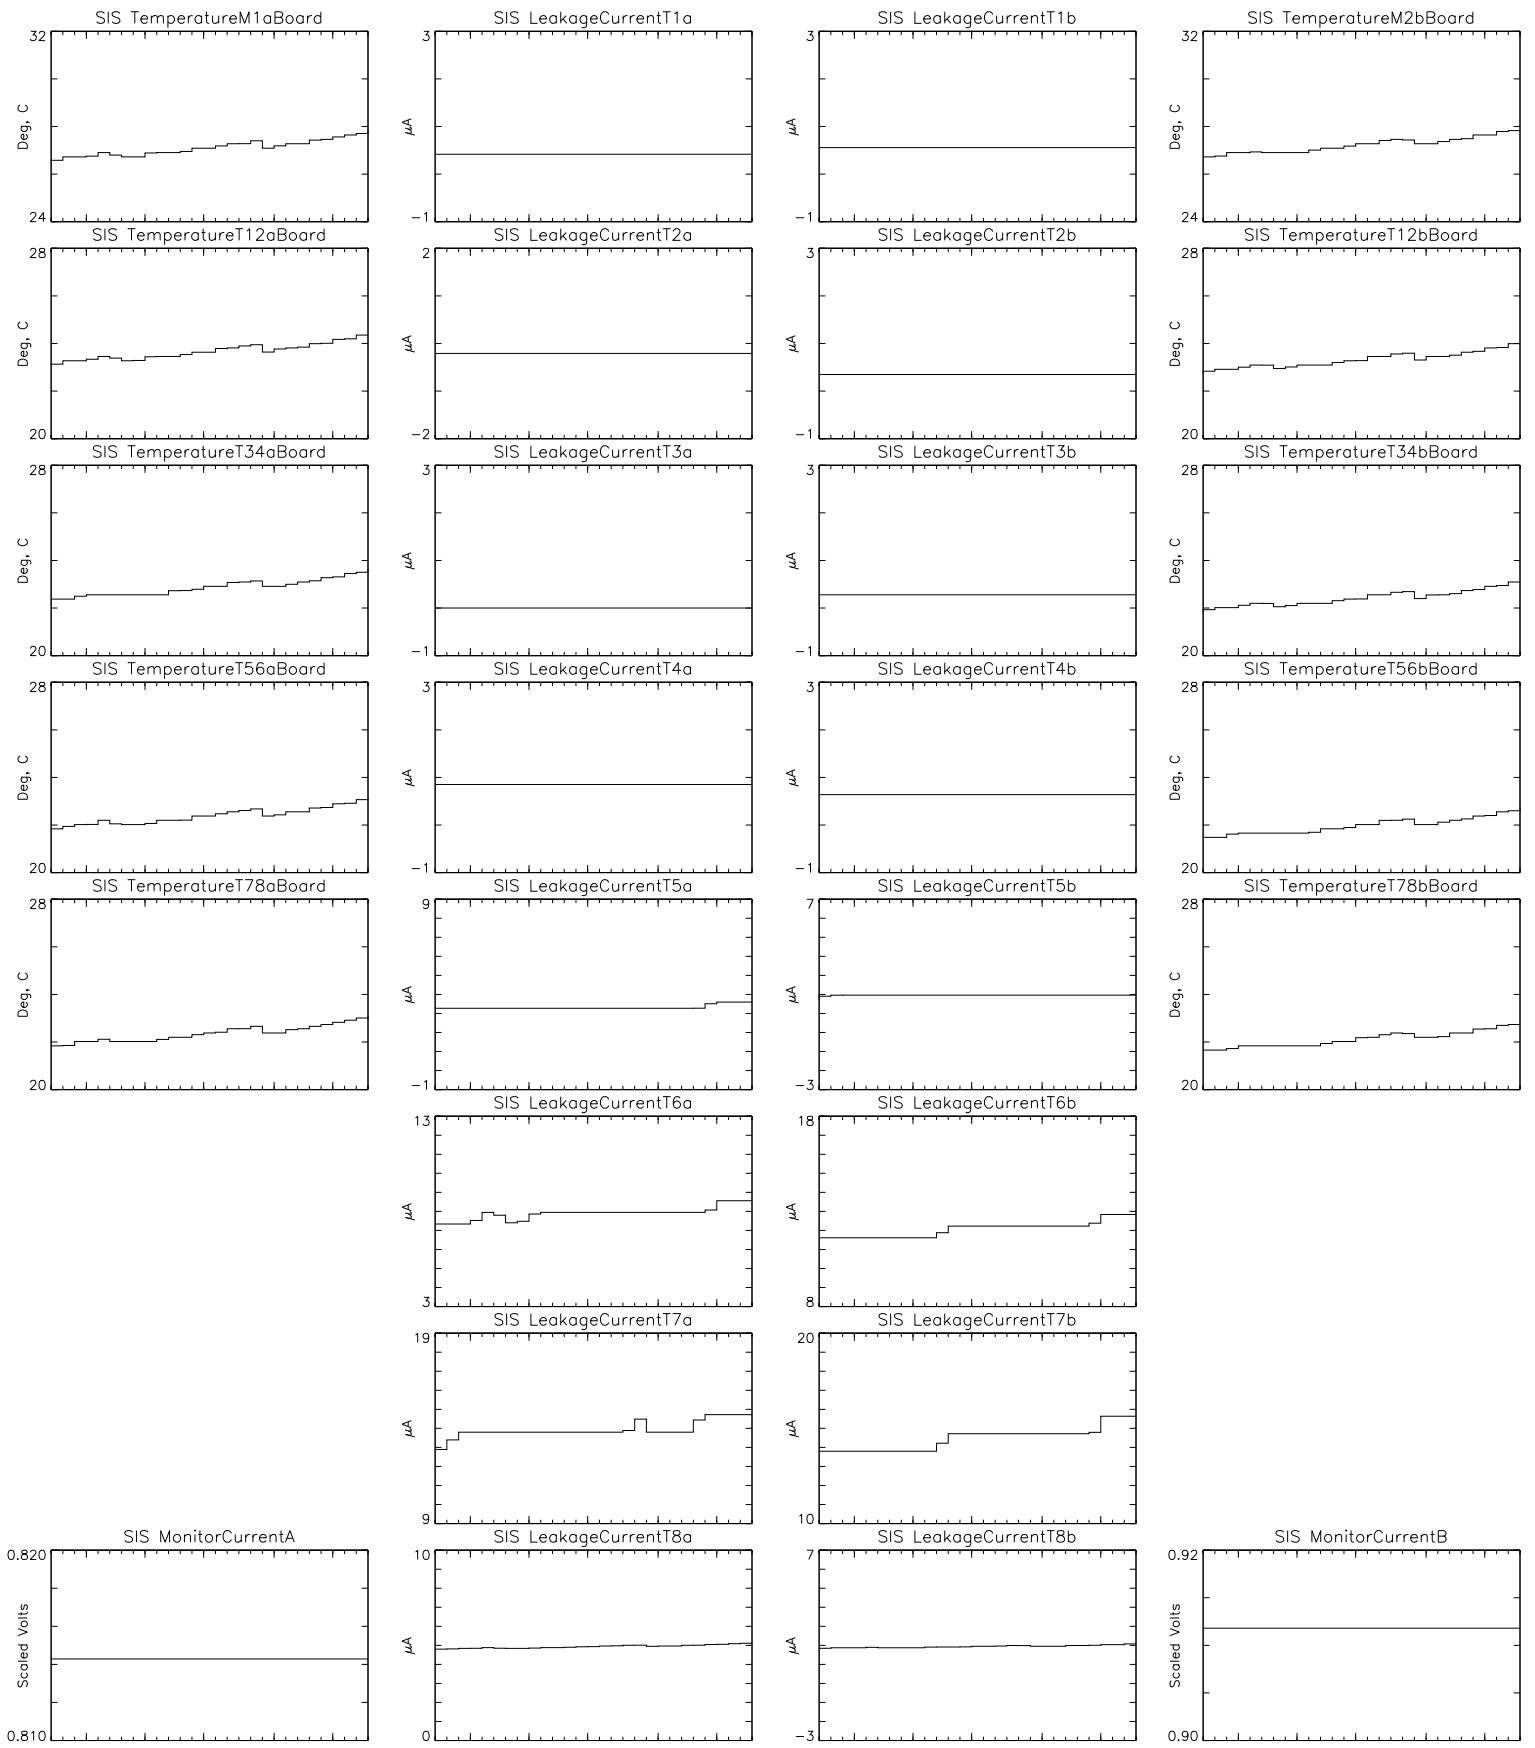 SIS TemperatureM1aBoard
32
Deg, C
24
SIS LeakageCurrentT1a
3
μA
−1
SIS LeakageCurrentT1b
3
μA
−1
SIS TemperatureM2bBoard
32
Deg, C
24
SIS TemperatureT12aBoard
28
Deg, C
20
SIS LeakageCurrentT2a
2
μA
−2
SIS LeakageCurrentT2b
3
μA
−1
SIS TemperatureT12bBoard
28
Deg, C
20
SIS TemperatureT34aBoard
28
Deg, C
20
SIS LeakageCurrentT3a
3
μA
−1
SIS LeakageCurrentT3b
3
μA
−1
SIS TemperatureT34bBoard
28
Deg, C
20
SIS TemperatureT56aBoard
28
Deg, C
20
SIS LeakageCurrentT4a
3
μA
−1
SIS LeakageCurrentT4b
3
μA
−1
SIS TemperatureT56bBoard
28
Deg, C
20
SIS TemperatureT78aBoard
28
Deg, C
20
SIS LeakageCurrentT5a
9
μA
−1
SIS LeakageCurrentT5b
7
μA
−3
SIS TemperatureT78bBoard
28
Deg, C
20
SIS LeakageCurrentT6a
13
μA
3
SIS LeakageCurrentT6b
18
μA
8
SIS LeakageCurrentT7a
19
μA
9
SIS LeakageCurrentT7b
20
μA
10
SIS MonitorCurrentA
0.820
Scaled Volts
0.810
SIS LeakageCurrentT8a
10
μA
0
SIS LeakageCurrentT8b
7
μA
−3
SIS MonitorCurrentB
0.92
Scaled Volts
0.90